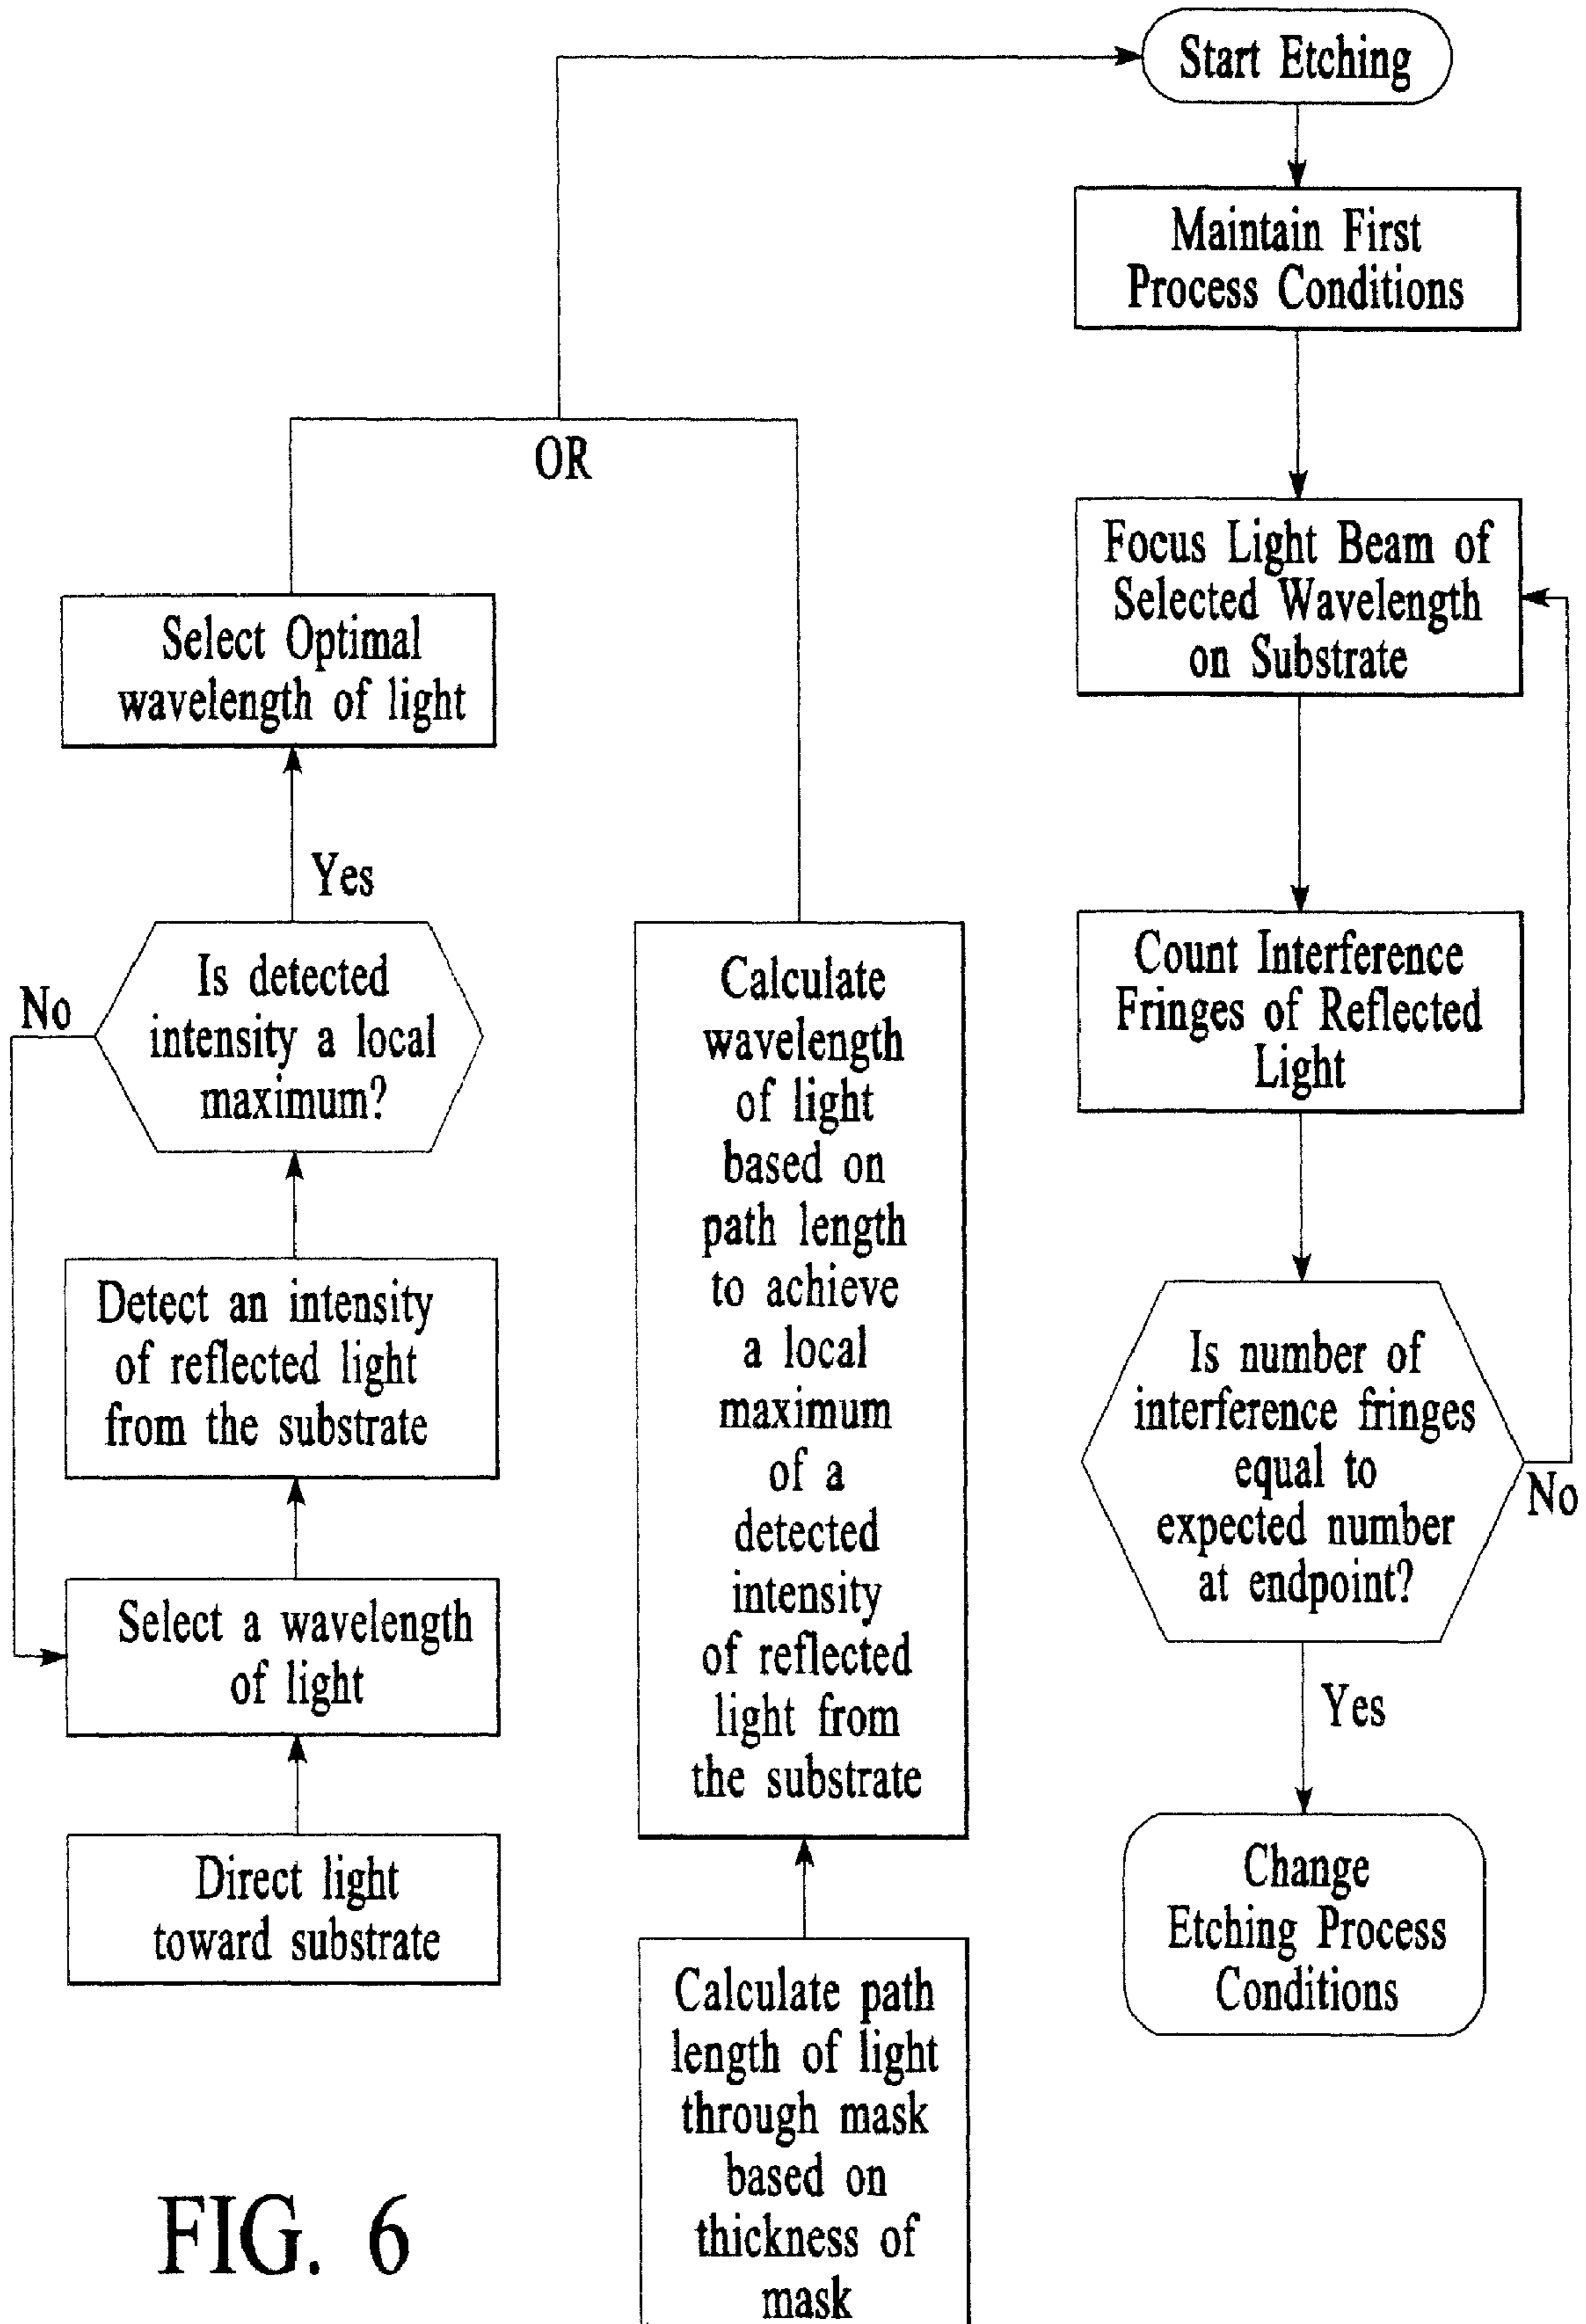 Start Etching
Maintain First
Process Conditions
OR
Focus Light Beam of
Selected Wavelength
on Substrate
Select Optimal
wavelength of light
Yes
Is detected
intensity a local
maximum?
No
Detect an intensity
of reflected light
from the substrate
Select a wavelength
of light
Direct light
toward substrate
Calculate
wavelength
of light
based on
path length
to achieve
a local
maximum
of a
detected
intensity
of reflected
light from
the substrate
Calculate path
length of light
through mask
based on
thickness of
mask
Count Interference
Fringes of Reflected
Light
Is number of
interference fringes
equal to
expected number
at endpoint?
No
Yes
Change
Etching Process
Conditions
FIG. 6